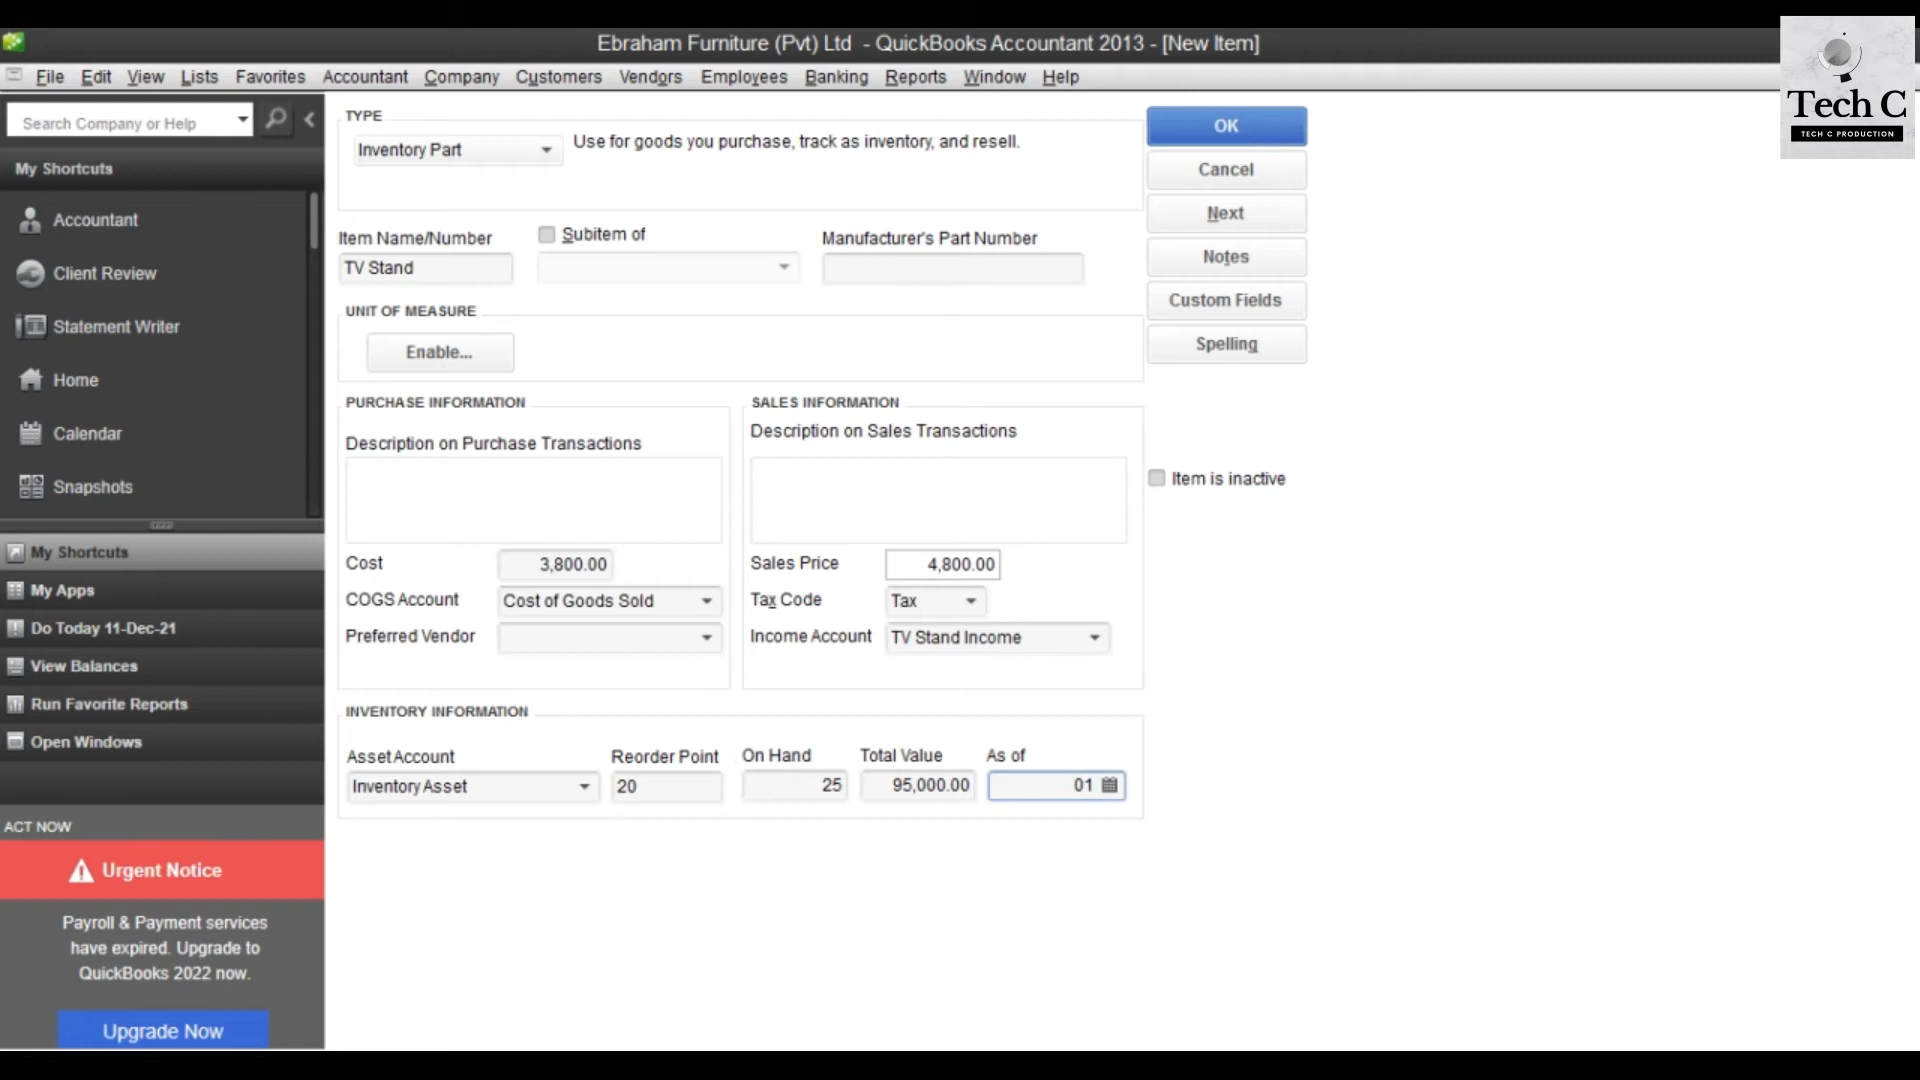 Ebraham Furniture (Pvt) Ltd - QuickBooks Accountant 2013 - [New Item]
File Edit View Lists Favorites Accountant Company Customers Vendors Employees Banking Reports Window Help
Tech C
TECH C PRODUCTION
Search Company or Help
My Shortcuts
Accountant
Client Review
Statement Writer
Home
Calendar
Snapshots
My Shortcuts
My Apps
Do Today 11-Dec-21
View Balances
Run Favorite Reports
Open Windows
ACT NOW
Urgent Notice
Payroll & Payment services
have expired. Upgrade to
QuickBooks 2022 now.
Upgrade Now
TYPE
Inventory Part
Use for goods you purchase, track as inventory, and resell.
Item Name/Number
Subitem of
Manufacturer's Part Number
TV Stand
UNIT OF MEASURE
Enable...
PURCHASE INFORMATION
Description on Purchase Transactions
Cost 3,800.00
COGS Account Cost of Goods Sold
Preferred Vendor
SALES INFORMATION
Description on Sales Transactions
Sales Price 4,800.00
Tax Code Tax
Income Account TV Stand Income
INVENTORY INFORMATION
Asset Account Reorder Point On Hand Total Value As of
Inventory Asset 20 25 95,000.00 01
OK
Cancel
Next
Notes
Custom Fields
Spelling
Item is inactive